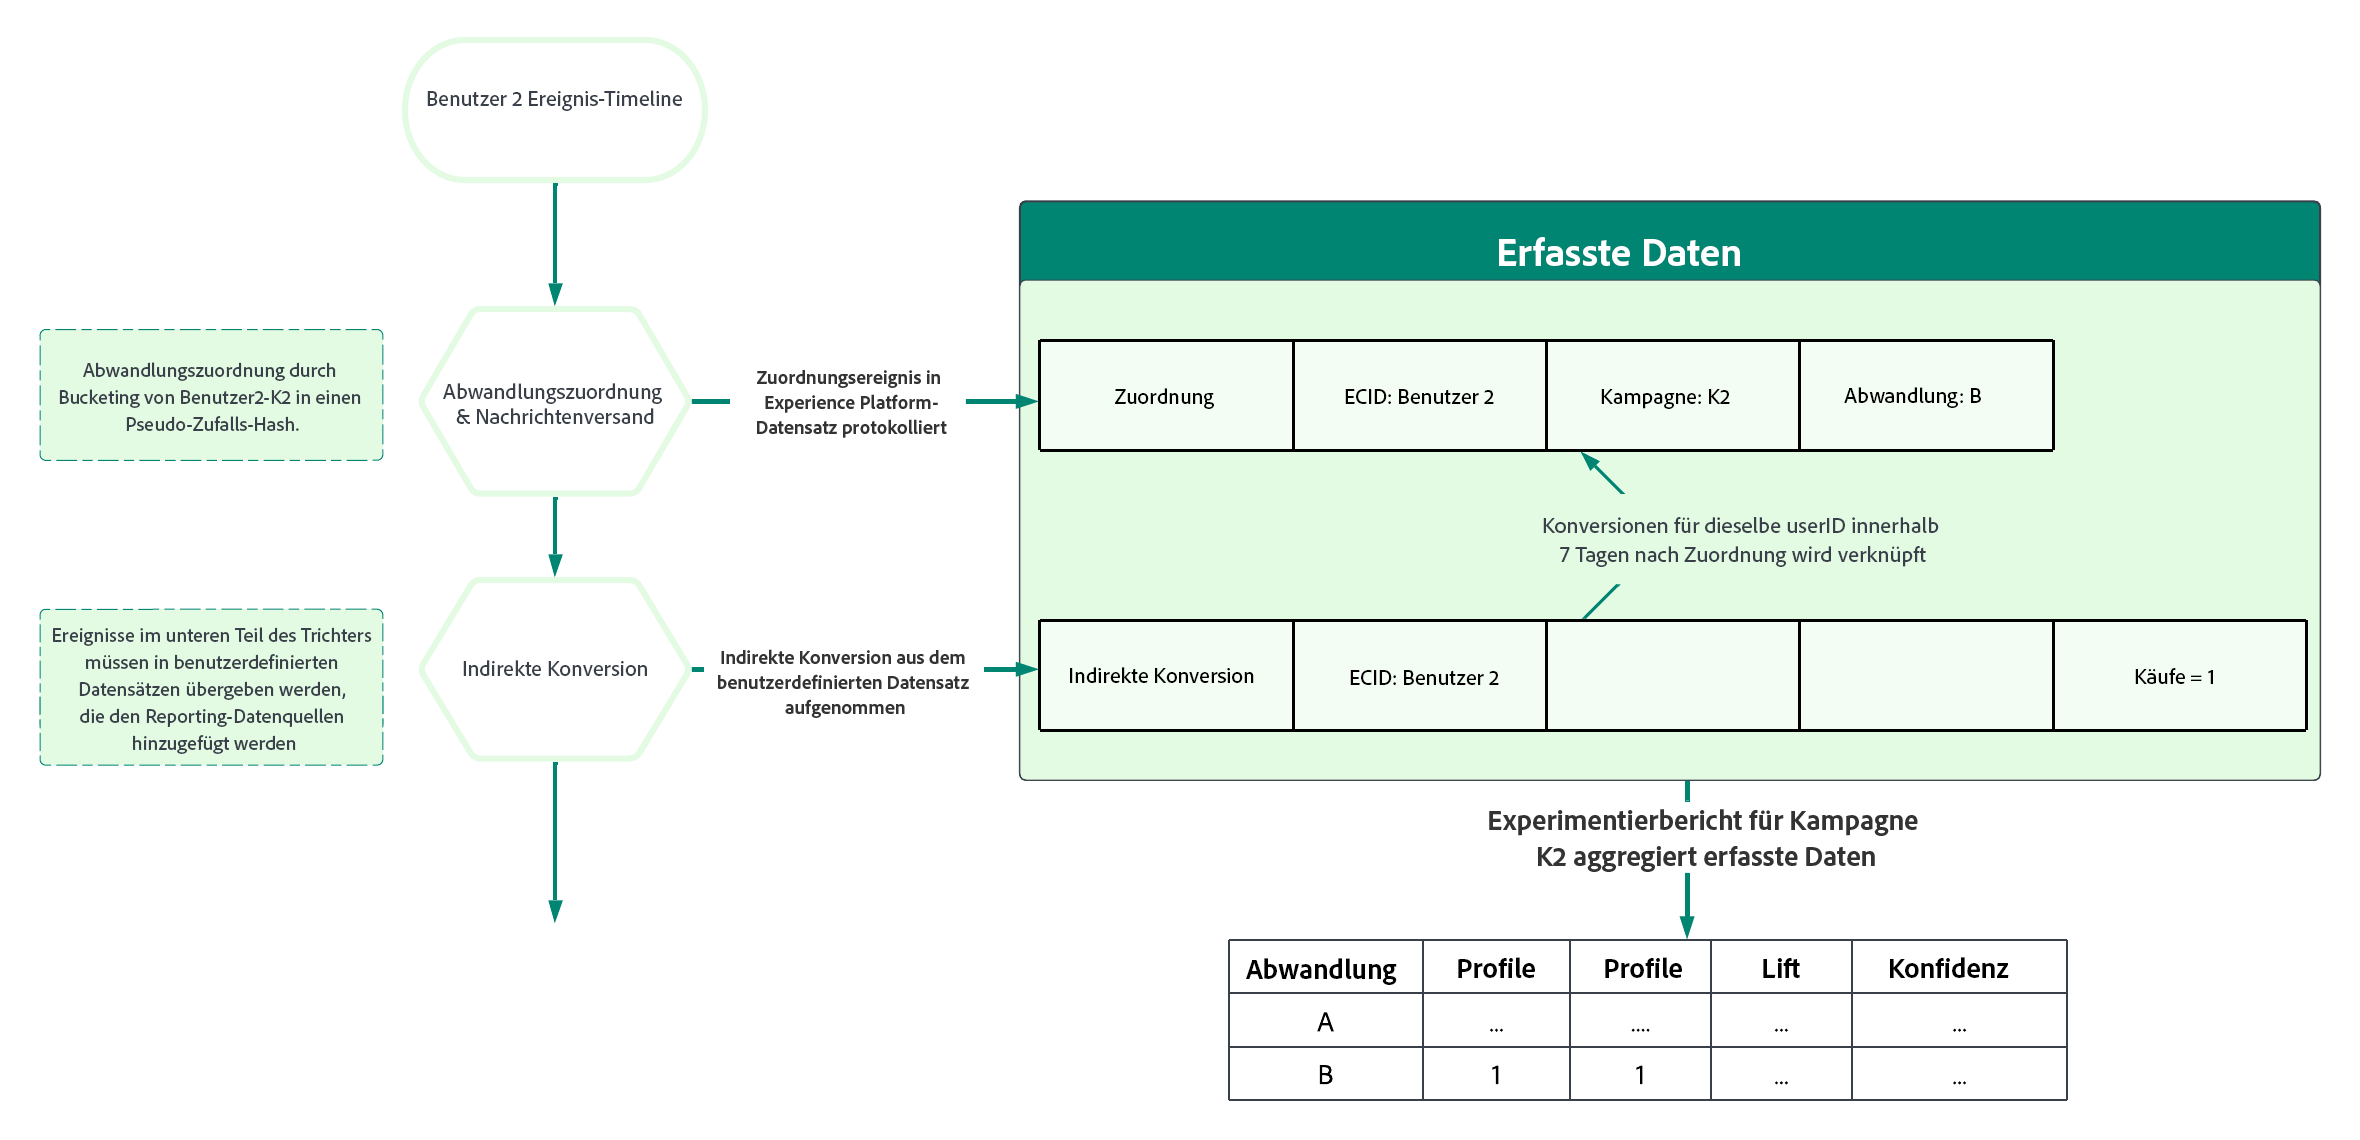 Benutzer 2 Ereignis-Timeline
Abwandlungszuordnung durch
Bucketing von Benutzer2-K2 in einen
Pseudo-Zufalls-Hash.
Abwandlungszuordnung
& Nachrichtenversand
Zuordnungsereignis in
Experience Platform-
Datensatz protokolliert
Ereignisse im unteren Teil des Trichters
müssen in benutzerdefinierten
Datensätzen übergeben werden,
die den Reporting-Datenquellen
hinzugefügt werden
Indirekte Konversion
Indirekte Konversion aus dem
benutzerdefinierten Datensatz
aufgenommen
Erfasste Daten
Zuordnung ECID: Benutzer 2 Kampagne: K2 Abwandlung: B
Konversionen für dieselbe userID innerhalb
7 Tagen nach Zuordnung wird verknüpft
Indirekte Konversion ECID: Benutzer 2 Käufe = 1
Experimentierbericht für Kampagne
K2 aggregiert erfasste Daten
Abwandlung Profile Profile Lift Konfidenz
A ... .... ... ...
B 1 1 ... ...